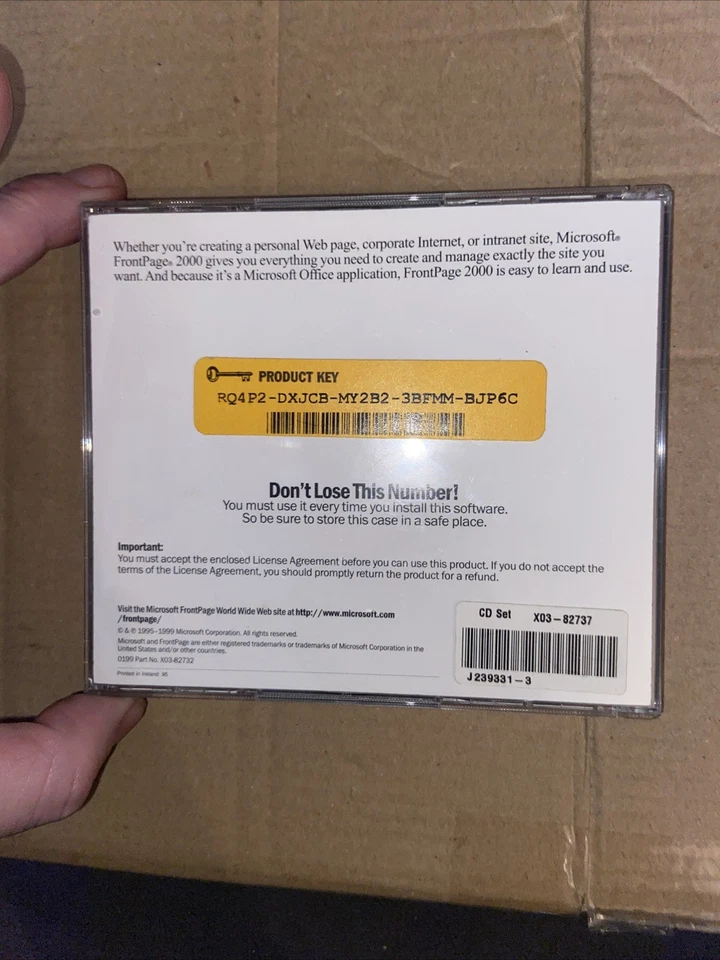 Whether you're creating a personal Web page, corporate Internet, or intranet site, Microsoft®
FrontPage® 2000 gives you everything you need to create and manage exactly the site you
want. And because it's a Microsoft Office application, FrontPage 2000 is easy to learn and use.
PRODUCT KEY
RQ4P2-DXJCB-MY2B2-3BFMM-BJP6C
Don't Lose This Number!
You must use it every time you install this software.
So be sure to store this case in a safe place.
Important:
You must accept the enclosed License Agreement before you can use this product. If you do not accept the
terms of the License Agreement, you should promptly return the product for a refund.
Visit the Microsoft FrontPage World Wide Web site at http://www.microsoft.com
/frontpage/
© & ℗ 1995–1999 Microsoft Corporation. All rights reserved.
Microsoft and FrontPage are either registered trademarks or trademarks of Microsoft Corporation in the
United States and/or other countries.
0199 Part No. X03-82732
Printed in Ireland. 95
CD Set X03-82737
J239331-3